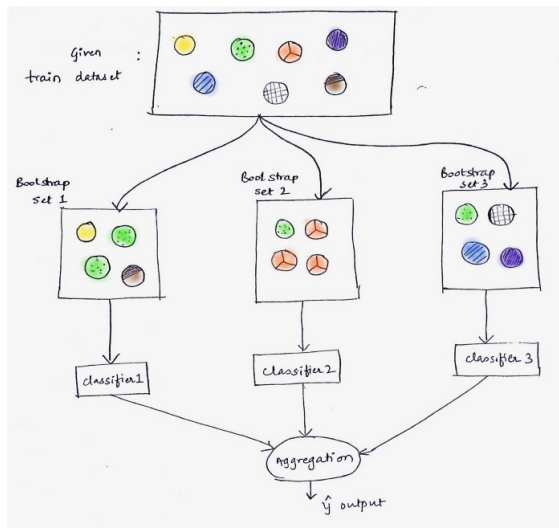 Given :
train dataset
Bootstrap
set 1
Bootstrap
set 2
Bootstrap
set 3
classifier1
classifier2
classifier 3
Aggregation
ŷ output